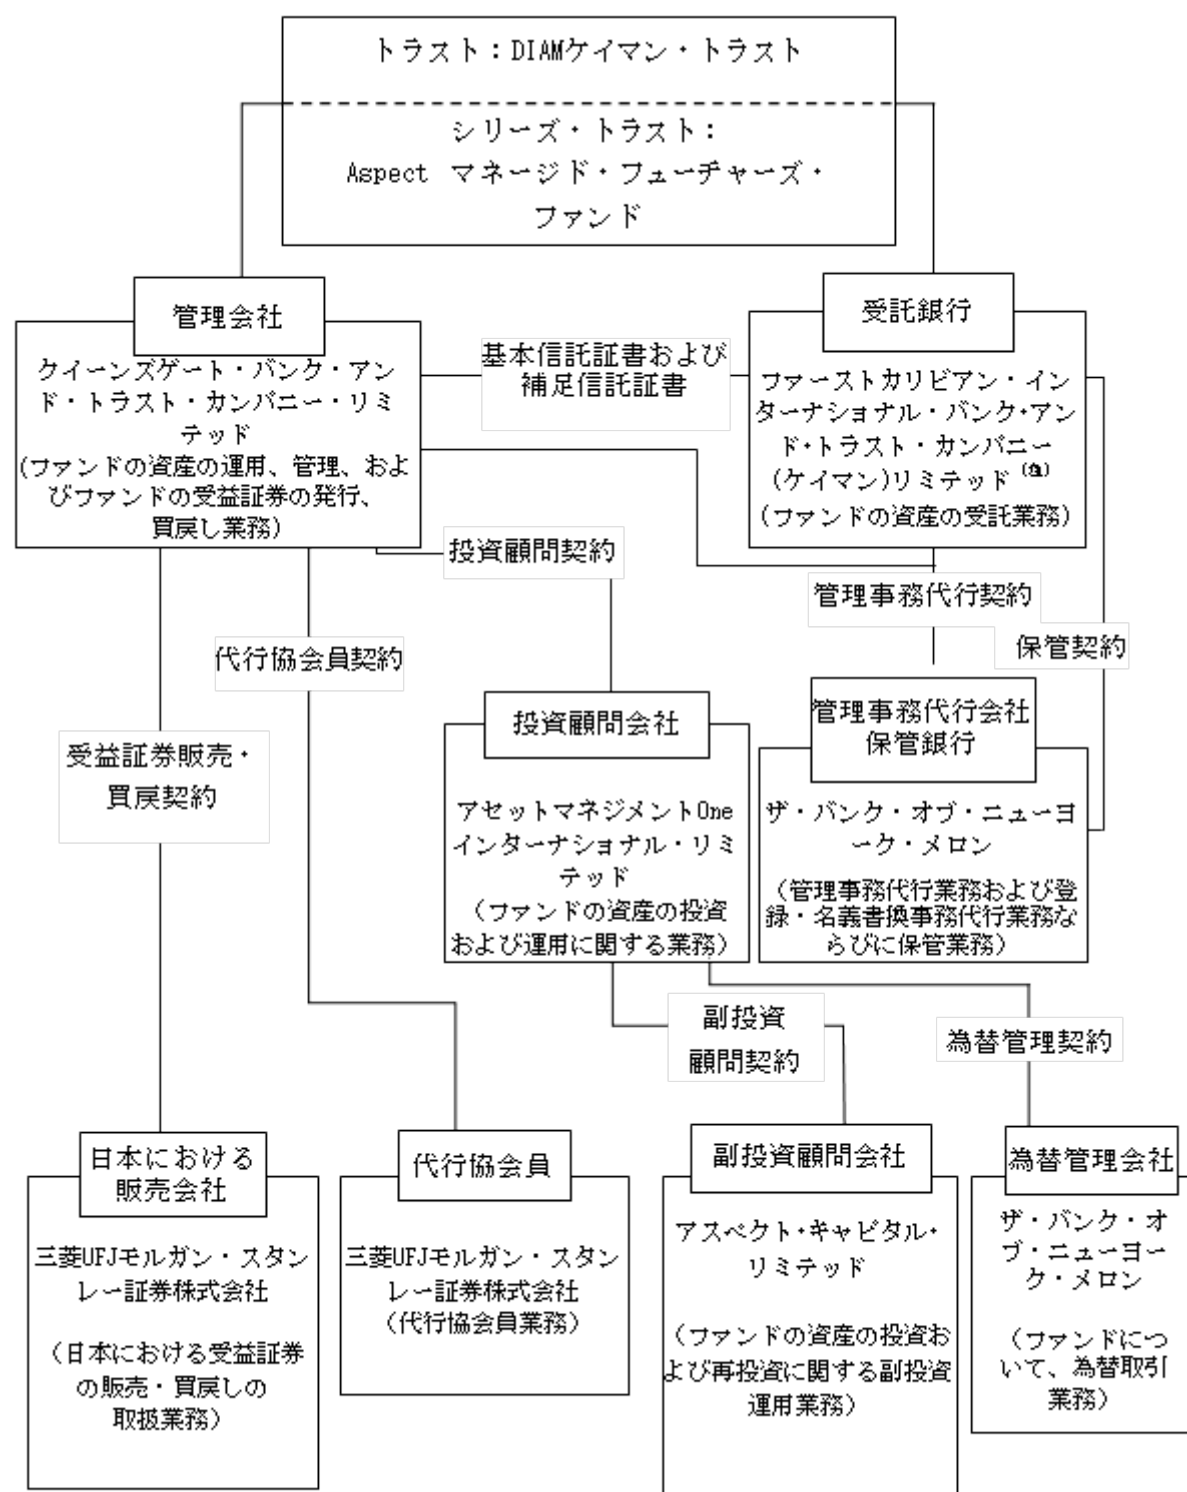 トラスト：DIAMケイマン・トラスト
シリーズ・トラスト：
Aspect マネージド・フューチャーズ・
ファンド
管理会社
クイーンズゲート・バンク・アン
ド・トラスト・カンパニー・リミ
テッド
(ファンドの資産の運用、管理、およ
びファンドの受益証券の発行、
買戻し業務)
基本信託証書および
補足信託証書
受託銀行
ファーストカリビアン・イン
ターナショナル・バンク・アン
ド・トラスト・カンパニー
(ケイマン)リミテッド
(ファンドの資産の受託業務)
投資顧問契約
管理事務代行契約
保管契約
代行協会員契約
受益証券販売・
買戻契約
投資顧問会社
アセットマネジメントOne
インターナショナル・リミ
テッド
（ファンドの資産の投資
および運用に関する業務）
管理事務代行会社
保管銀行
ザ・バンク・オブ・ニューヨ
ーク・メロン
（管理事務代行業務および登
録・名義書換事務代行業務な
らびに保管業務）
副投資
顧問契約
為替管理契約
日本における
販売会社
三菱UFJモルガン・スタン
レー証券株式会社
（日本における受益証券
の販売・買戻しの
取扱業務）
代行協会員
三菱UFJモルガン・スタン
レー証券株式会社
（代行協会員業務）
副投資顧問会社
アスペクト・キャピタル・
リミテッド
（ファンドの資産の投資お
よび再投資に関する副投資
運用業務）
為替管理会社
ザ・バンク・オ
ブ・ニューヨー
ク・メロン
（ファンドにつ
いて、為替取引
業務）